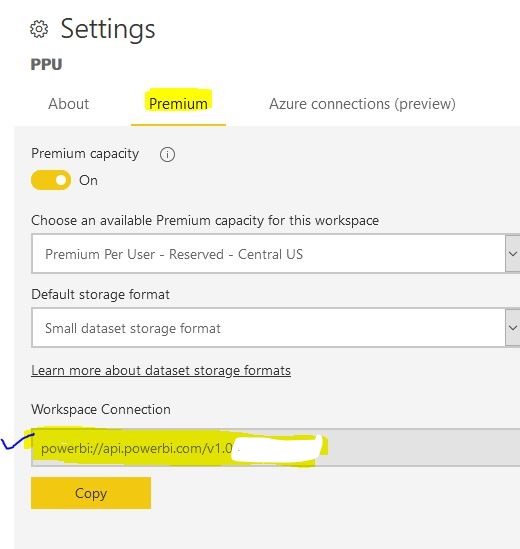 Settings
PPU
About Premium Azure connections (preview)
Premium capacity
On
Choose an available Premium capacity for this workspace
Premium Per User - Reserved - Central US
Default storage format
Small dataset storage format
Learn more about dataset storage formats
Workspace Connection
powerbi://api.powerbi.com/v1.0
Copy